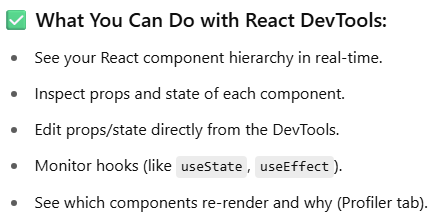 ✅ What You Can Do with React DevTools:
• See your React component hierarchy in real-time.
• Inspect props and state of each component.
• Edit props/state directly from the DevTools.
• Monitor hooks (like useState, useEffect).
• See which components re-render and why (Profiler tab).